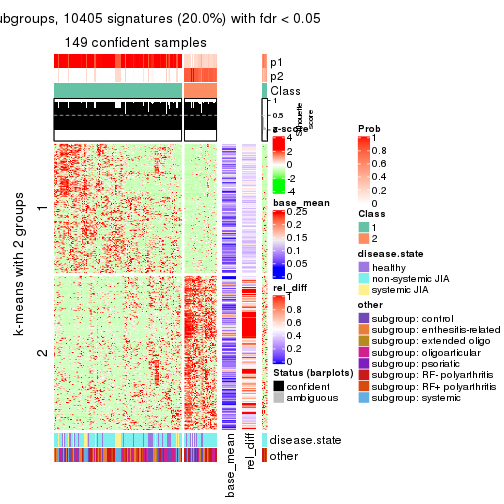 ubgroups, 10405 signatures (20.0%) with fdr < 0.05
149 confident samples
p1
p2
Class
1
0.5
0
Silhouette
score
k-means with 2 groups
1
2
z-score
4
2
0
-2
-4
base_mean
0.25
0.2
0.15
0.1
0.05
0
rel_diff
1
0.8
0.6
0.4
0.2
0
Status (barplots)
confident
ambiguous
Prob
1
0.8
0.6
0.4
0.2
0
Class
1
2
disease.state
healthy
non-systemic JIA
systemic JIA
other
subgroup: control
subgroup: enthesitis-related
subgroup: extended oligo
subgroup: oligoarticular
subgroup: psoriatic
subgroup: RF- polyarthritis
subgroup: RF+ polyarthritis
subgroup: systemic
disease.state
other
base_mean
rel_diff